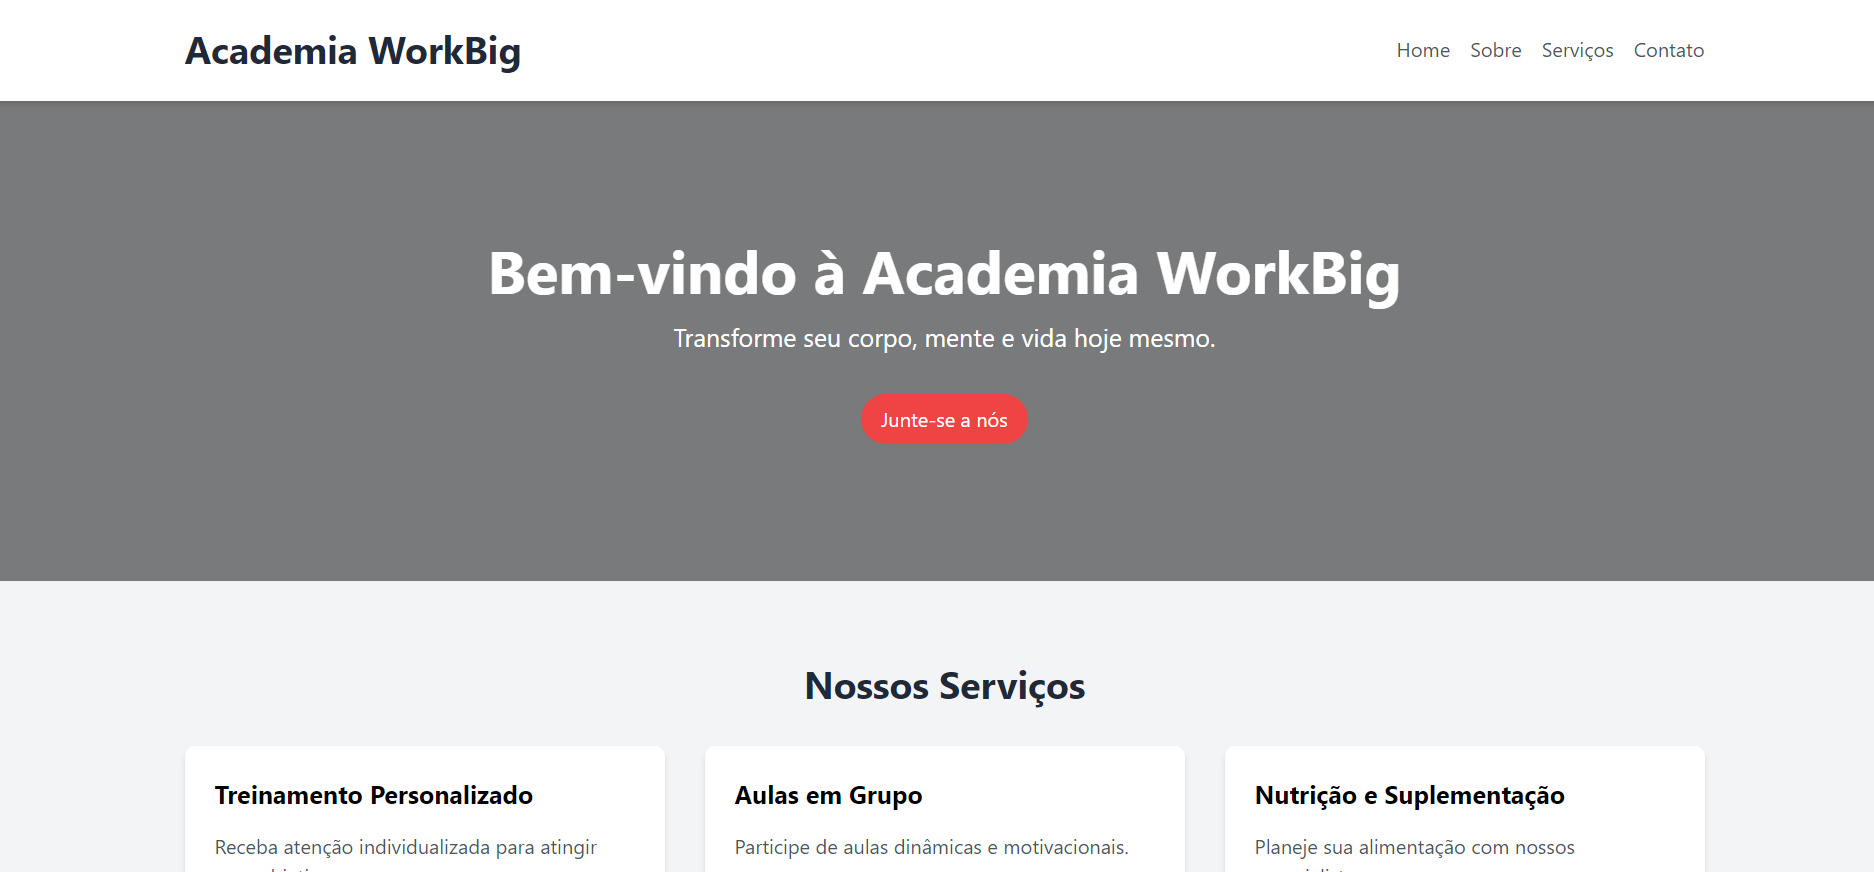 Academia WorkBig
Home Sobre Serviços Contato
Bem-vindo à Academia WorkBig
Transforme seu corpo, mente e vida hoje mesmo.
Junte-se a nós
Nossos Serviços
Treinamento Personalizado
Receba atenção individualizada para atingir
Aulas em Grupo
Participe de aulas dinâmicas e motivacionais.
Nutrição e Suplementação
Planeje sua alimentação com nossos